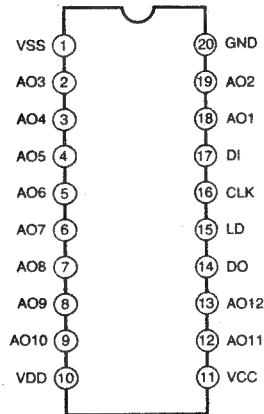 VSS 1 20 GND
AO3 2 19 AO2
AO4 3 18 AO1
AO5 4 17 DI
AO6 5 16 CLK
AO7 6 15 LD
AO8 7 14 DO
AO9 8 13 AO12
AO10 9 12 AO11
VDD 10 11 VCC